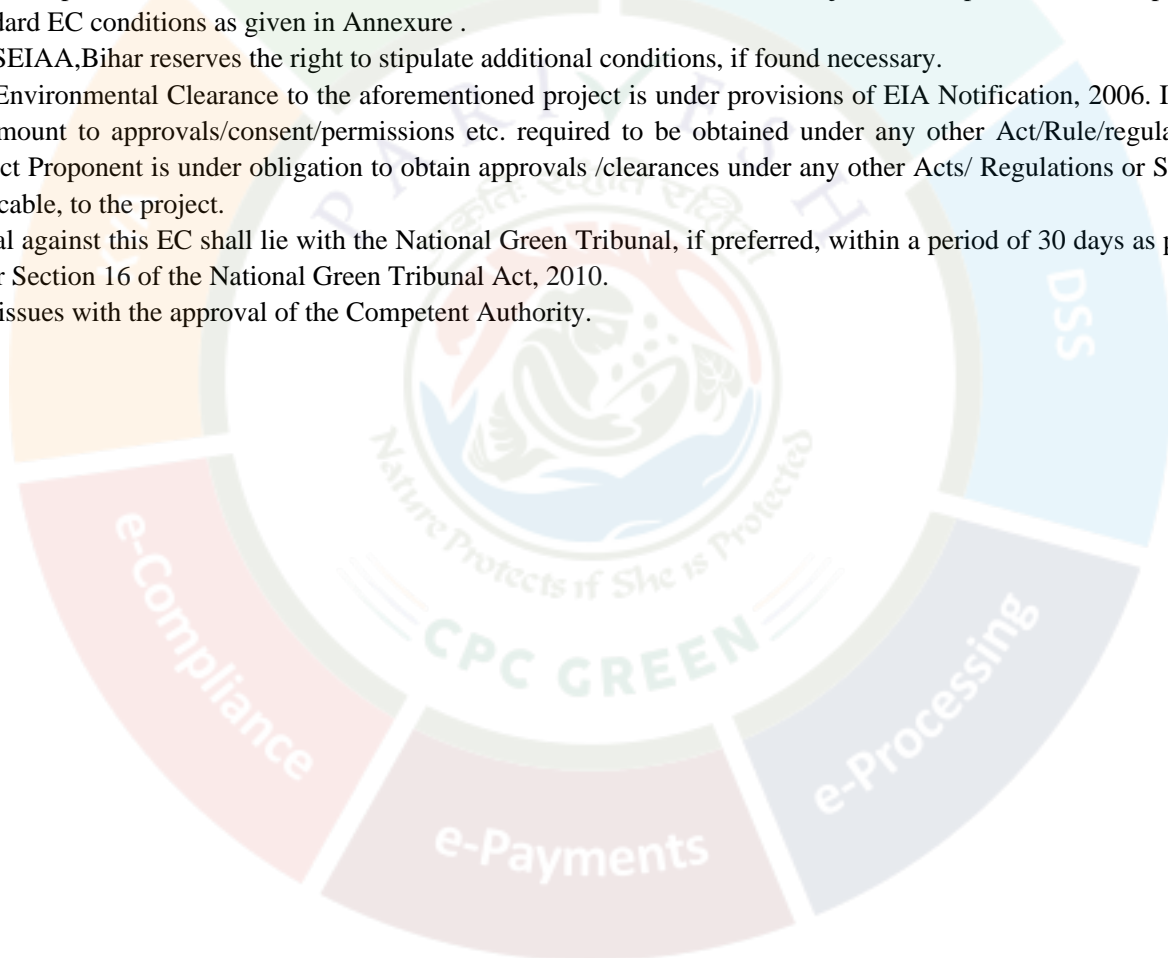 dard EC conditions as given in Annexure .
SEIAA,Bihar reserves the right to stipulate additional conditions, if found necessary.
Environmental Clearance to the aforementioned project is under provisions of EIA Notification, 2006. I
mount to approvals/consent/permissions etc. required to be obtained under any other Act/Rule/regula
ct Proponent is under obligation to obtain approvals /clearances under any other Acts/ Regulations or S
cable, to the project.
al against this EC shall lie with the National Green Tribunal, if preferred, within a period of 30 days as p
r Section 16 of the National Green Tribunal Act, 2010.
issues with the approval of the Competent Authority.
PARIVESH
प्रकृतिः रक्षति रक्षिता
DSS
Nature Protects if She is Protected
CPC GREEN
e-Compliance
e-Processing
e-Payments